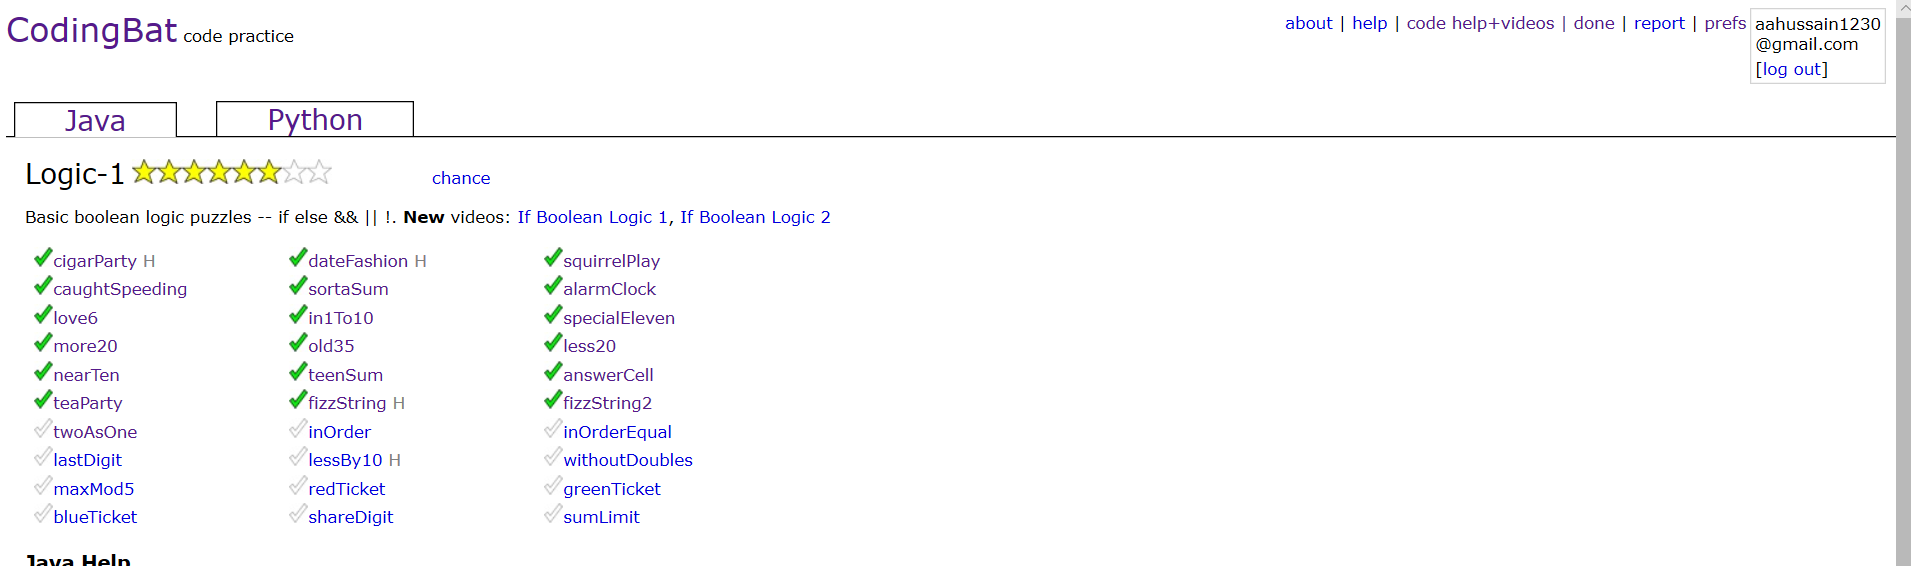 CodingBat code practice
about | help | code help+videos | done | report | prefs
aahussain1230
@gmail.com
[log out]
Java
Python
Logic-1
chance
Basic boolean logic puzzles -- if else && || !. New videos: If Boolean Logic 1, If Boolean Logic 2
cigarParty H dateFashion H squirrelPlay
caughtSpeeding sortaSum alarmClock
love6 in1To10 specialEleven
more20 old35 less20
nearTen teenSum answerCell
teaParty fizzString H fizzString2
twoAsOne inOrder inOrderEqual
lastDigit lessBy10 H withoutDoubles
maxMod5 redTicket greenTicket
blueTicket shareDigit sumLimit
Java Help